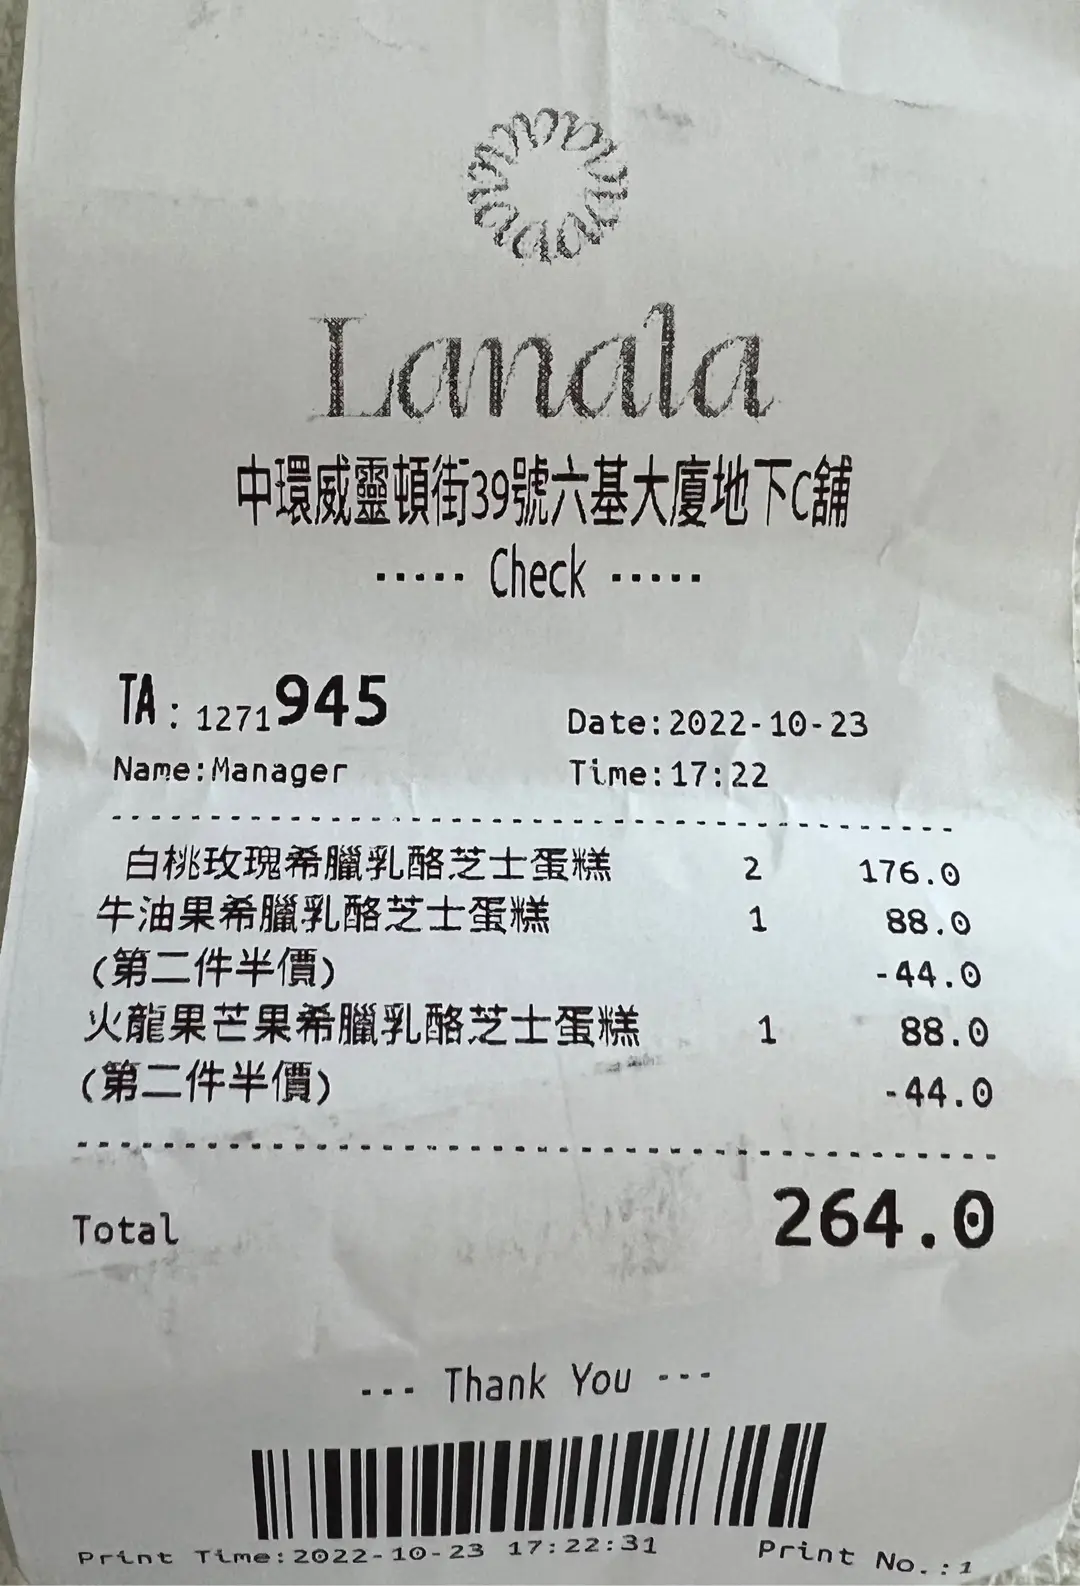 Lanala
中環威靈頓街39號六基大廈地下C舖
----- Check -----
TA: 1271945 Date:2022-10-23
Name:Manager Time:17:22
白桃玫瑰希臘乳酪芝士蛋糕 2 176.0
牛油果希臘乳酪芝士蛋糕 1 88.0
(第二件半價) -44.0
火龍果芒果希臘乳酪芝士蛋糕 1 88.0
(第二件半價) -44.0
Total 264.0
--- Thank You ---
Print Time:2022-10-23 17:22:31 Print No.:1